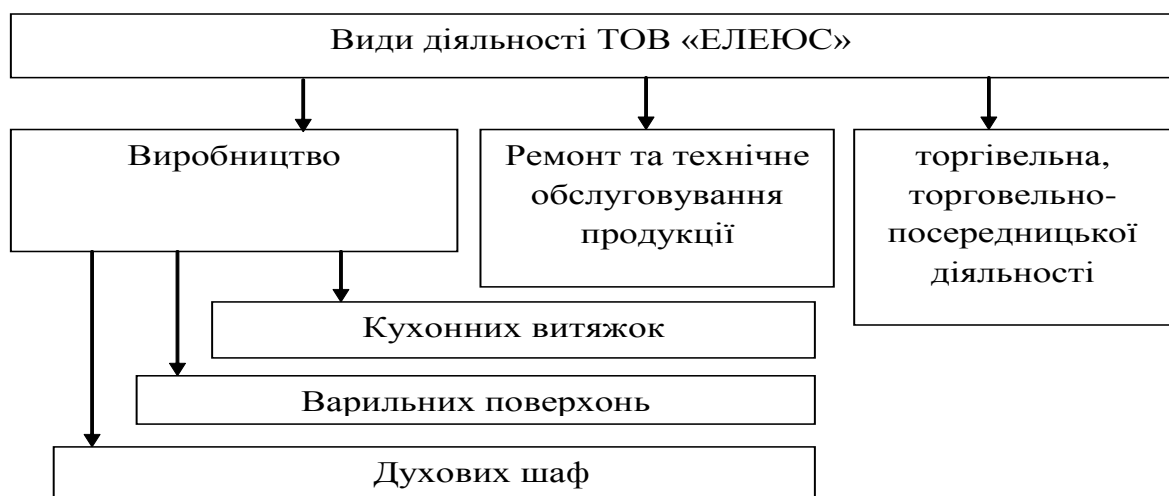 Види діяльності ТОВ «ЕЛЕЮС»
Виробництво
Ремонт та технічне
обслуговування
продукції
торгівельна,
торговельно-
посередницької
діяльності
Кухонних витяжок
Варильних поверхонь
Духових шаф